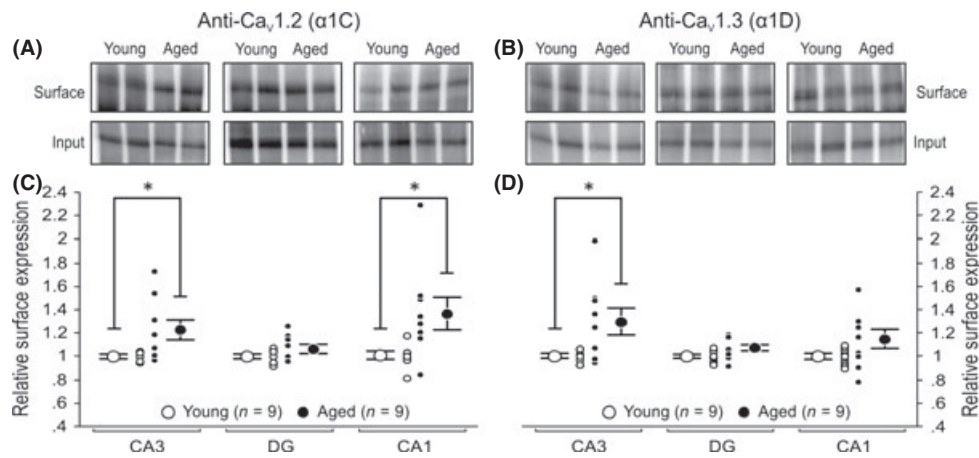 Anti-Cav1.2 (α1C) Anti-Cav1.3 (α1D)
(A) Young Aged Young Aged Young Aged (B) Young Aged Young Aged Young Aged
Surface Surface
Input Input
(C) (D)
Relative surface expression
2.4
2.2
2
1.8
1.6
1.4
1.2
1
.8
.6
.4
* * *
2.4
2.2
2
1.8
1.6
1.4
1.2
1
.8
.6
.4
Relative surface expression
Young (n = 9) Aged (n = 9) Young (n = 9) Aged (n = 9)
CA3 DG CA1 CA3 DG CA1